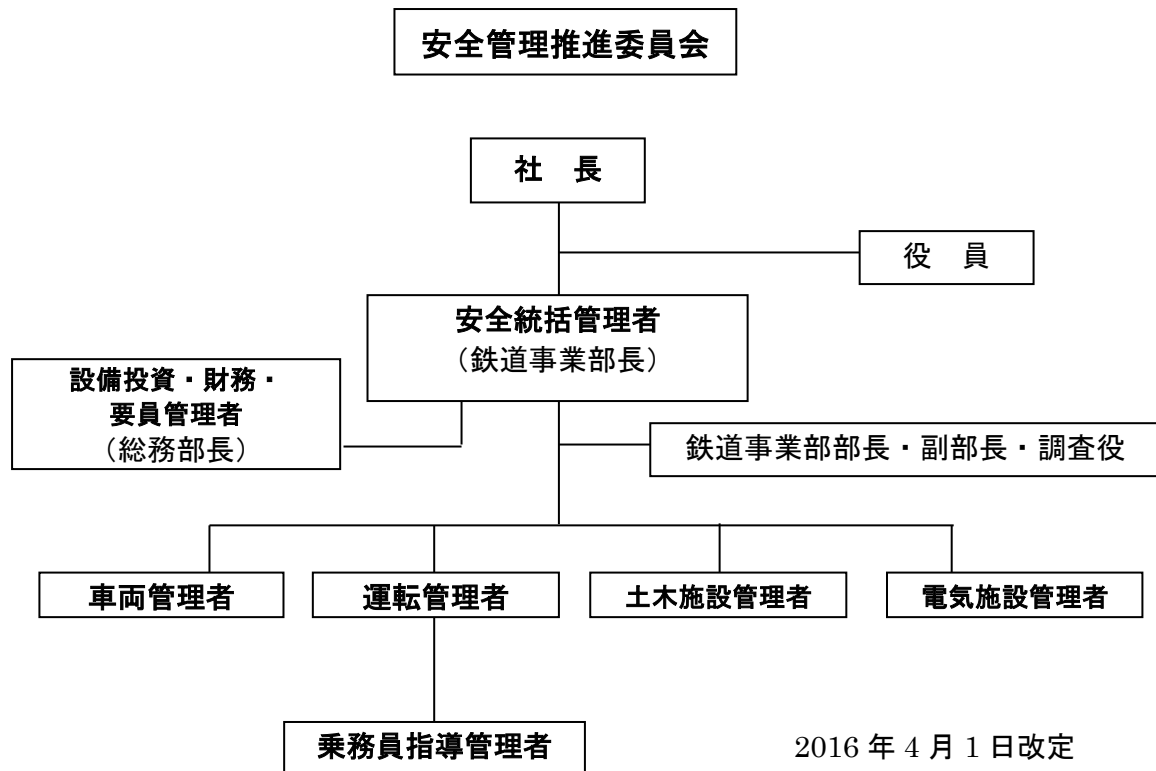 安全管理推進委員会
社　長
役　員
安全統括管理者
（鉄道事業部長）
設備投資・財務・
要員管理者
（総務部長）
鉄道事業部部長・副部長・調査役
車両管理者
運転管理者
土木施設管理者
電気施設管理者
乗務員指導管理者
2016 年 4 月 1 日改定